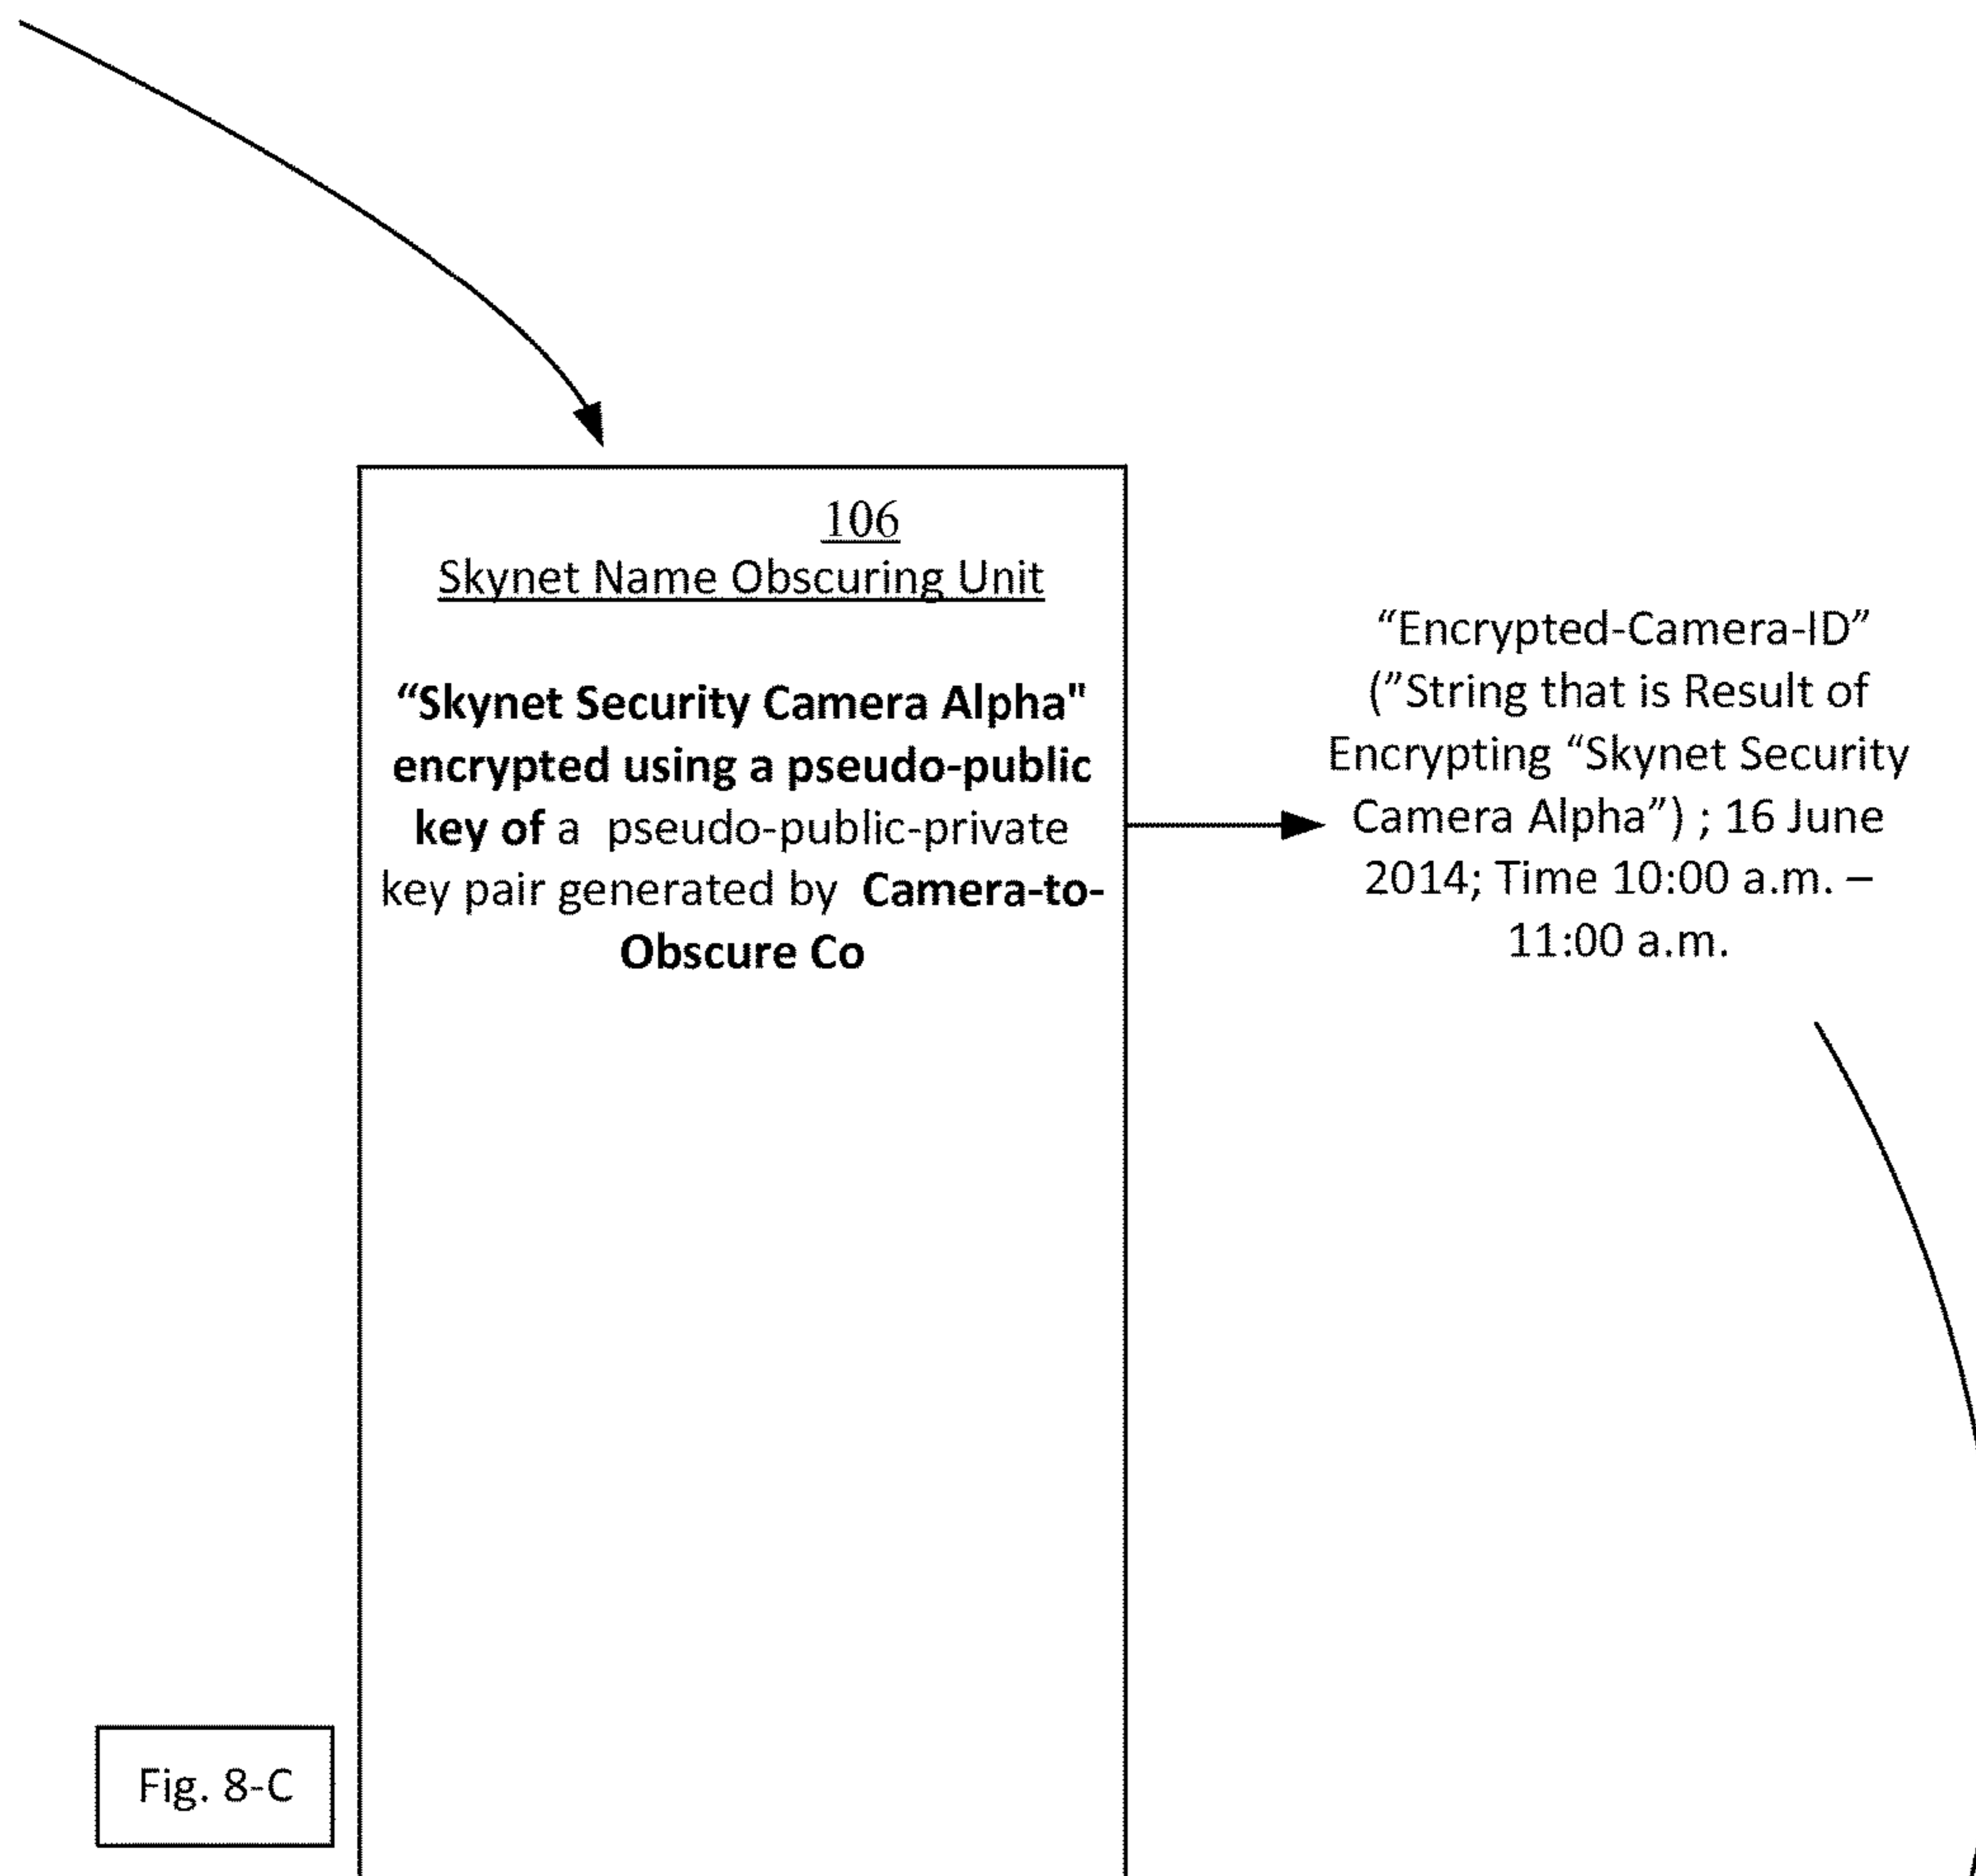 106
Skynet Name Obscuring Unit
“Skynet Security Camera Alpha"
encrypted using a pseudo-public
key of a pseudo-public-private
key pair generated by Camera-to-
Obscure Co
“Encrypted-Camera-ID”
(”String that is Result of
Encrypting “Skynet Security
Camera Alpha”) ; 16 June
2014; Time 10:00 a.m. –
11:00 a.m.
Fig. 8-C